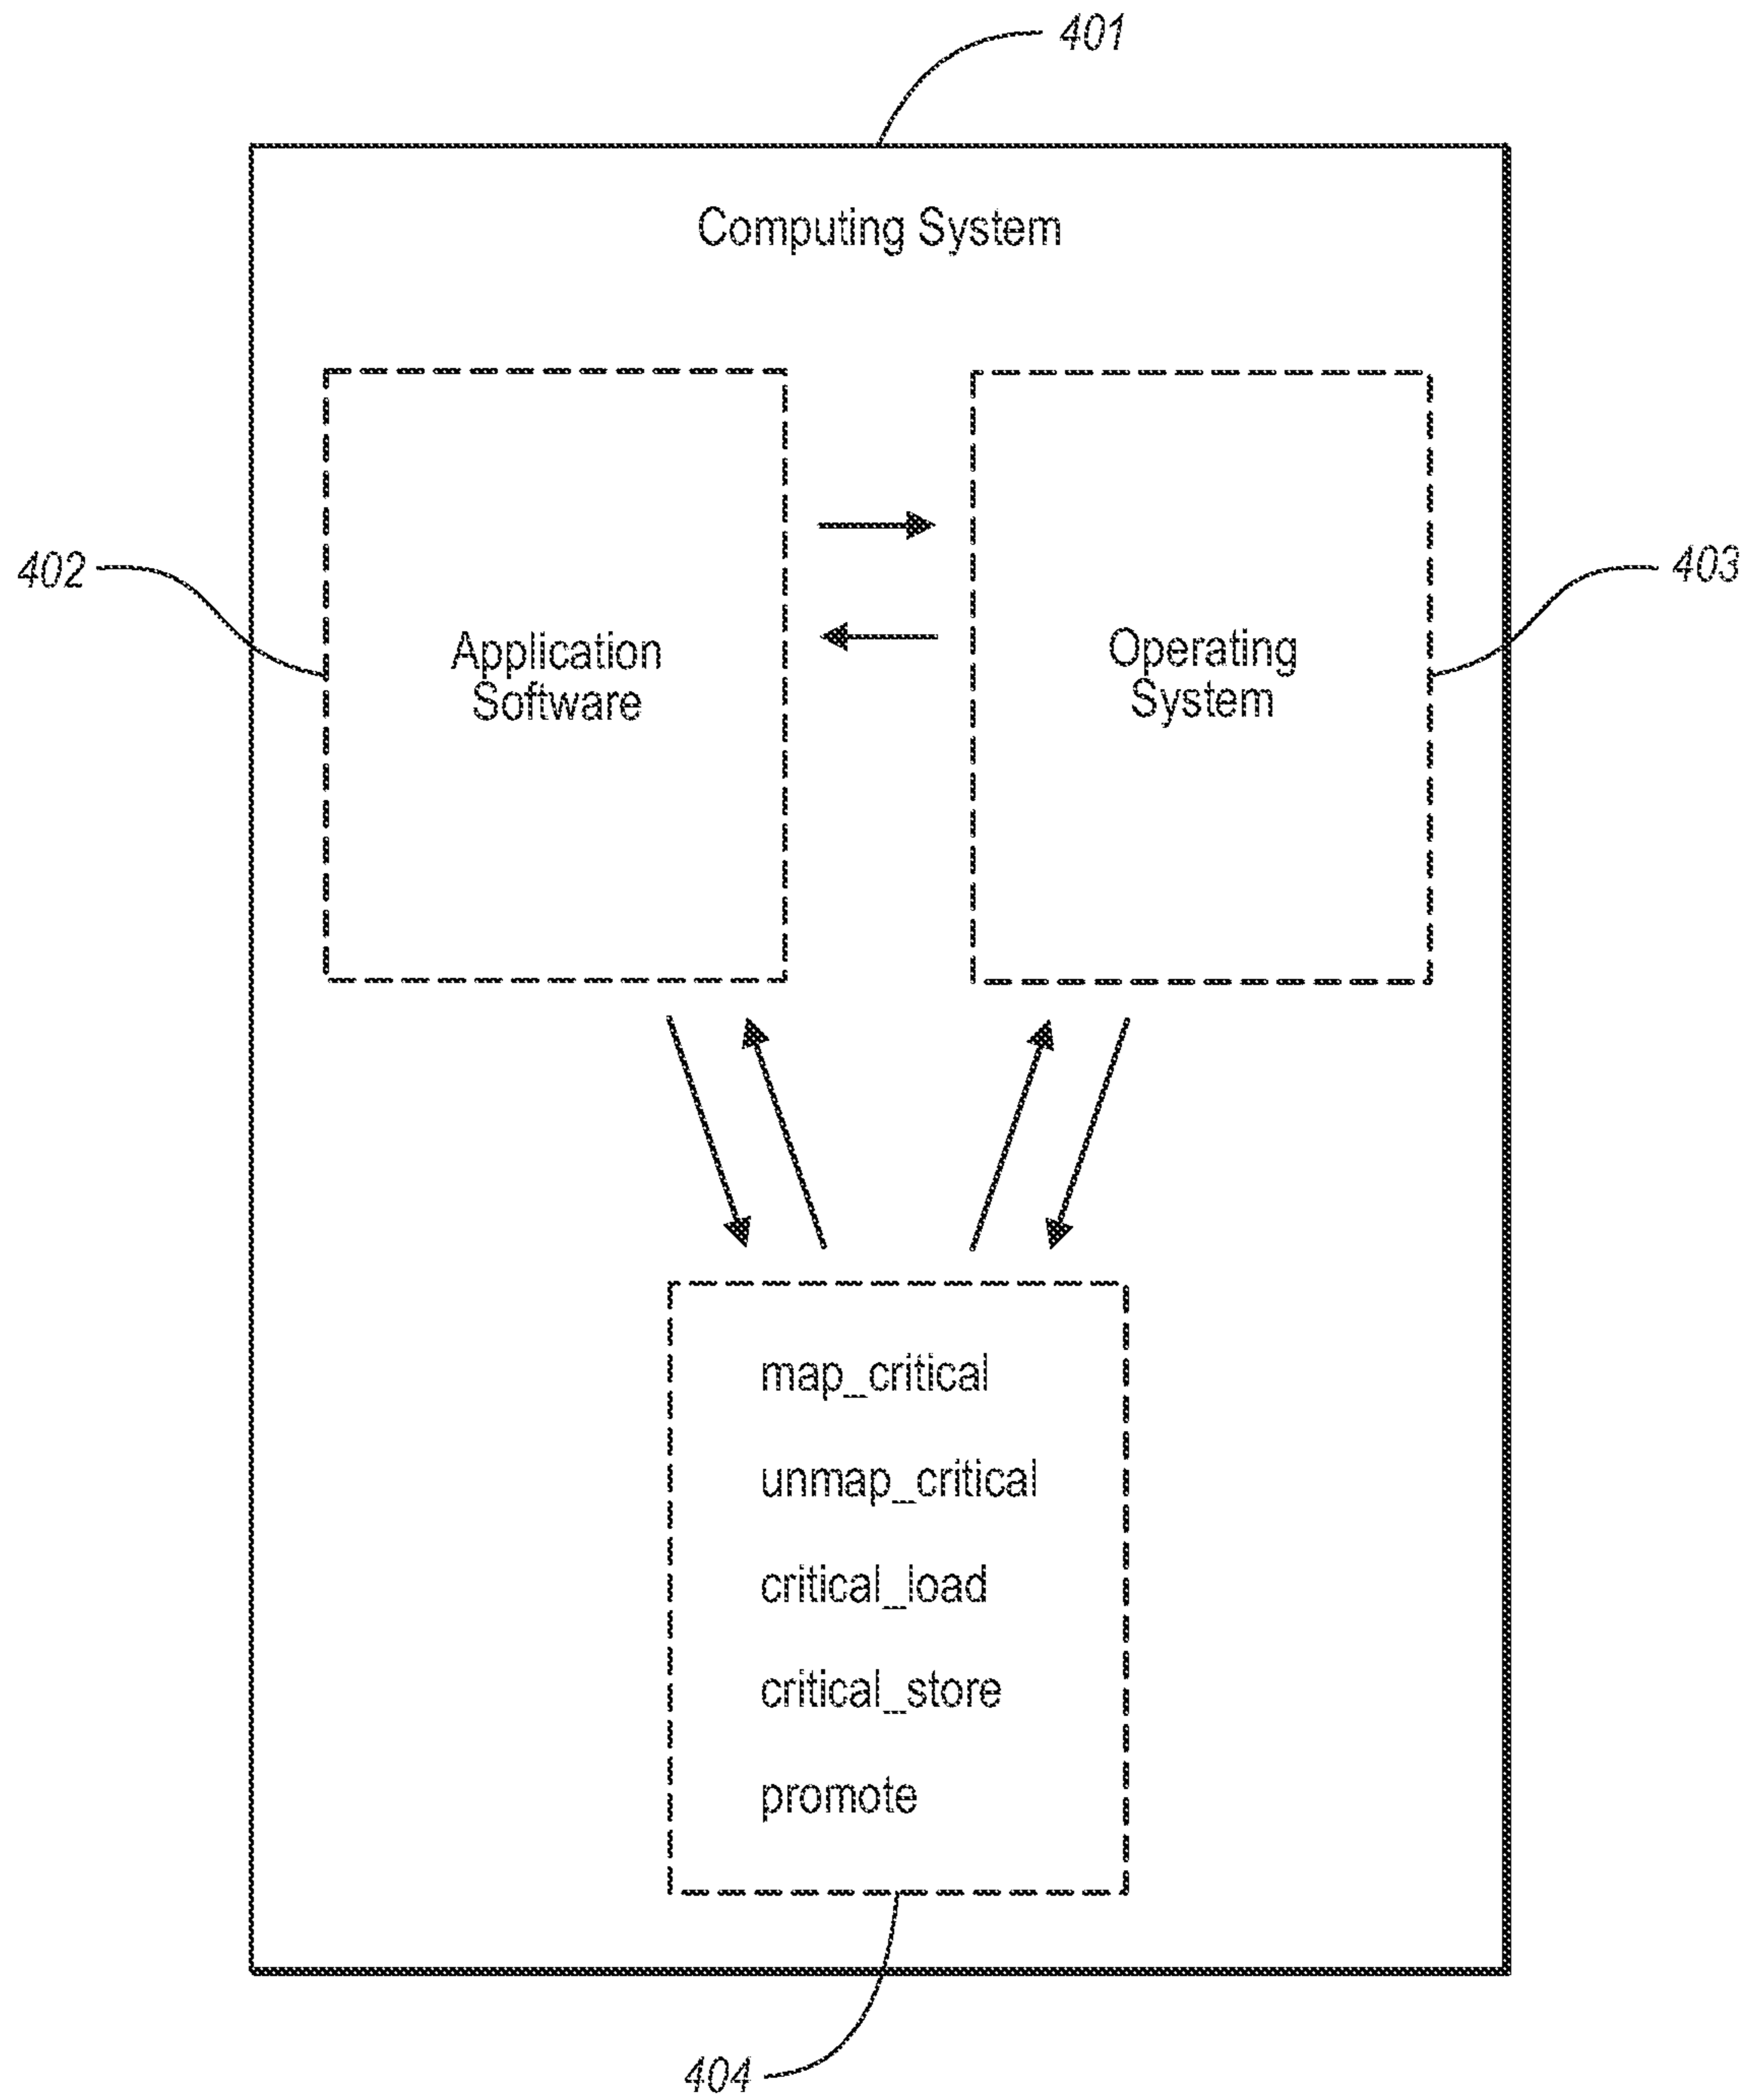 401
Computing System
402
403
Application
Software
Operating
System
map_critical
unmap_critical
critical_load
critical_store
promote
404